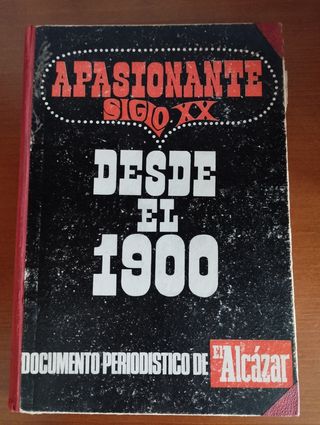 APASIONANTE
SIGLO XX
DESDE
EL
1900
DOCUMENTO PERIODISTICO DE El Alcázar